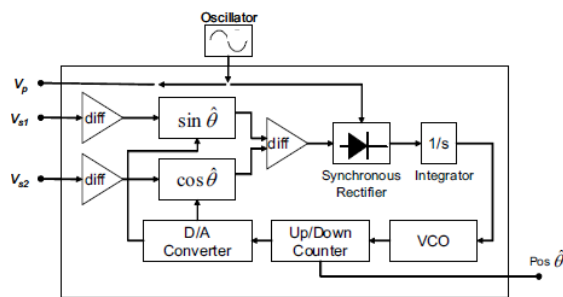 Oscillator
Vp
Vs1
diff
sin θ̂
diff
1/s
Vs2
diff
cos θ̂
Synchronous
Rectifier
Integrator
D/A
Converter
Up/Down
Counter
VCO
Pos θ̂